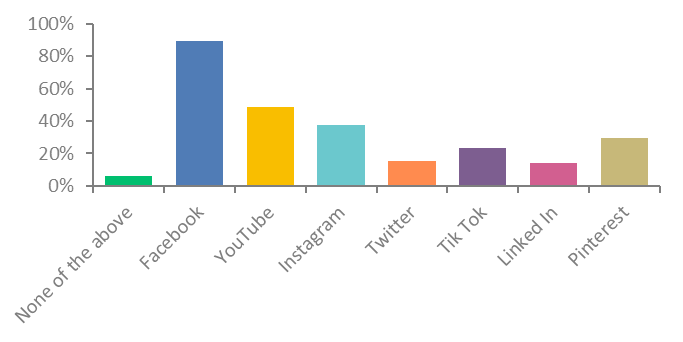 100%
80%
60%
40%
20%
0%
None of the above
Facebook
YouTube
Instagram
Twitter
Tik Tok
Linked In
Pinterest